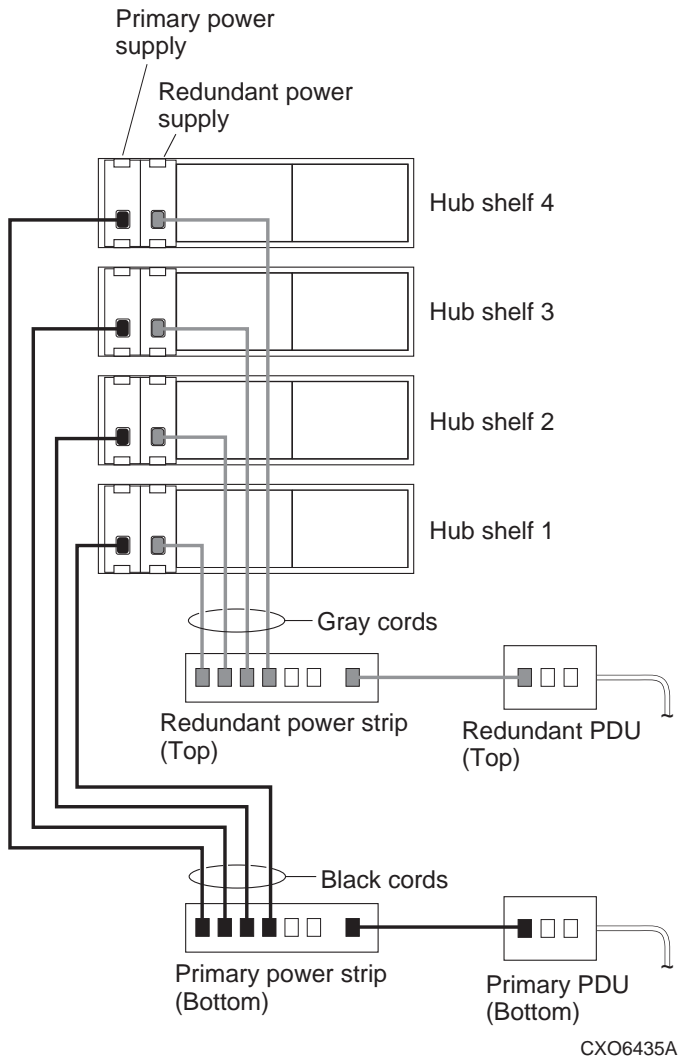 Primary power
supply
Redundant power
supply
Hub shelf 4
Hub shelf 3
Hub shelf 2
Hub shelf 1
Gray cords
Redundant power strip
(Top)
Redundant PDU
(Top)
Black cords
Primary power strip
(Bottom)
Primary PDU
(Bottom)
CXO6435A